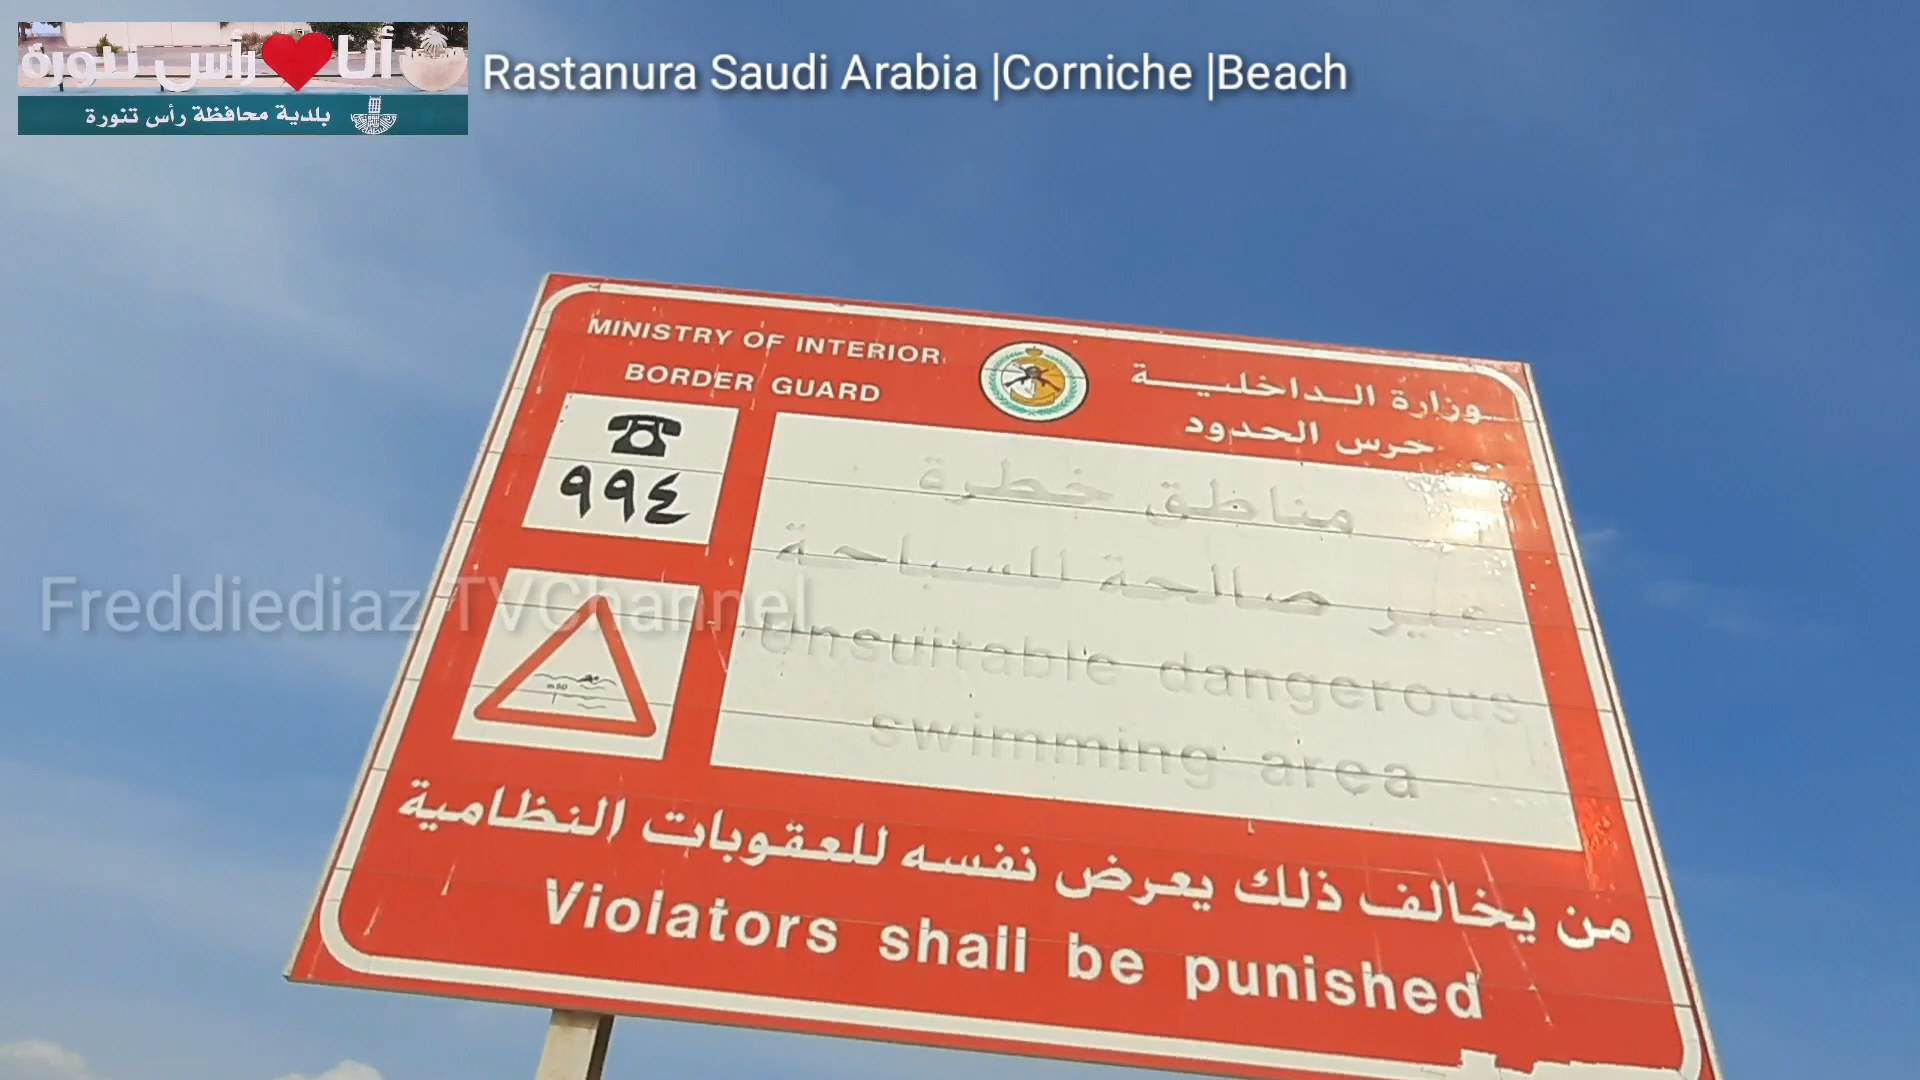 أنا رأس تنورة
بلدية محافظة رأس تنورة
Rastanura Saudi Arabia |Corniche |Beach
MINISTRY OF INTERIOR
BORDER GUARD
وزارة الداخلية
حرس الحدود
٩٩٤
مناطق خطرة
غير صالحة للسباحة
Unsuitable dangerous
swimming area
Freddiediaz TVChannel
من يخالف ذلك يعرض نفسه للعقوبات النظامية
Violators shall be punished